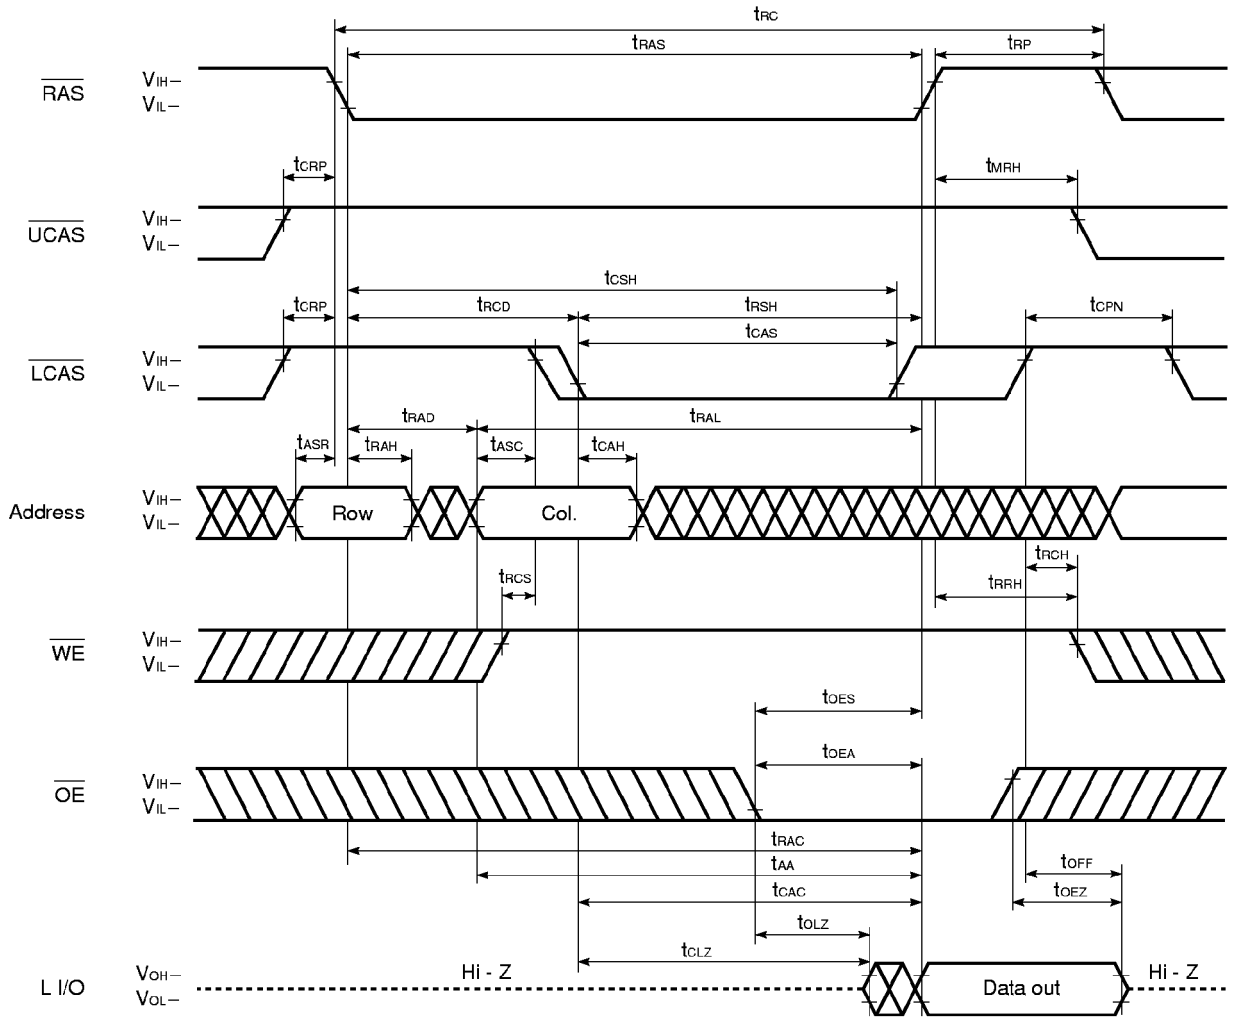 tRC
tRAS tRP
RAS VIH– VIL–
tCRP tMRH
UCAS VIH– VIL–
tCSH
tCRP tRCD tRSH tCPN
tCAS
LCAS VIH– VIL–
tRAD tRAL
tASR tRAH tASC tCAH
Address VIH– VIL– Row Col.
tRCH
tRCS tRRH
WE VIH– VIL–
tOES
tOEA
OE VIH– VIL–
tRAC
tAA tOFF
tCAC tOEZ
tOLZ
tCLZ
L I/O VOH– VOL– Hi - Z Data out Hi - Z